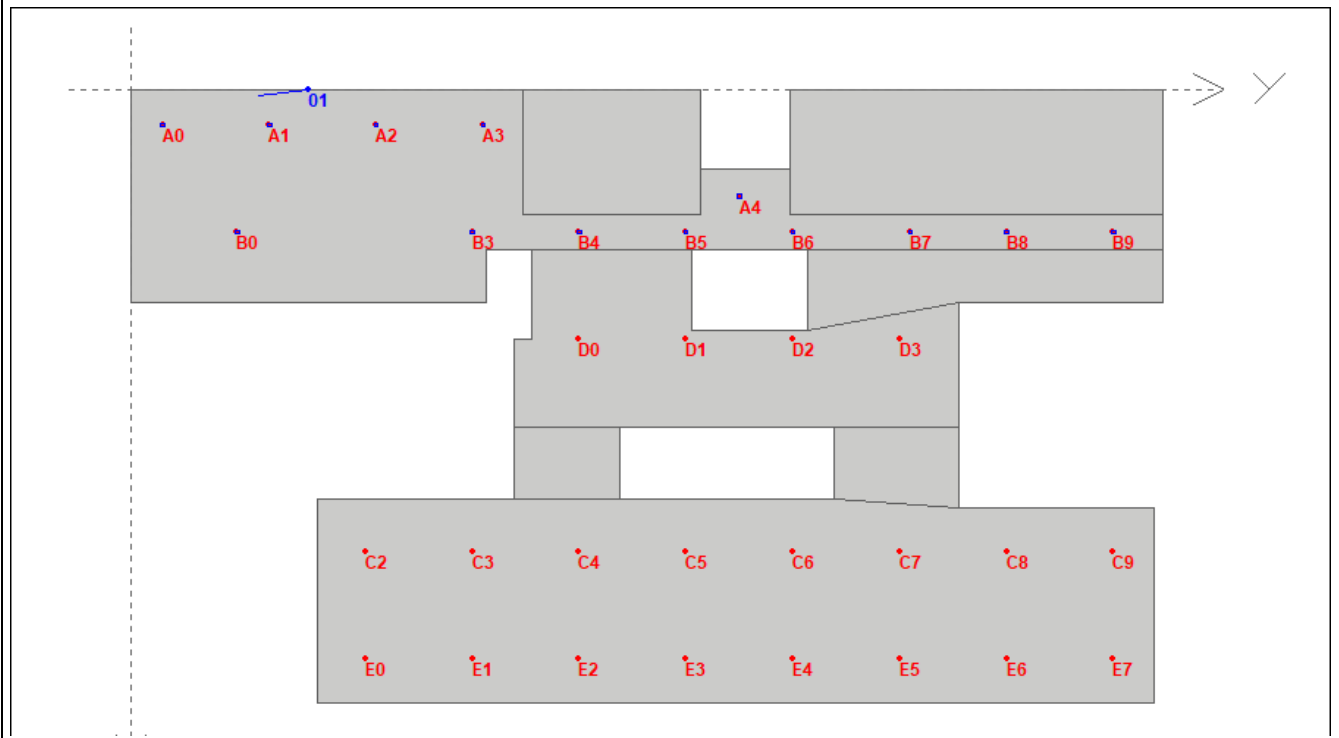 Y
01
A0 A1 A2 A3
A4
B0 B3 B4 B5 B6 B7 B8 B9
D0 D1 D2 D3
C2 C3 C4 C5 C6 C7 C8 C9
E0 E1 E2 E3 E4 E5 E6 E7